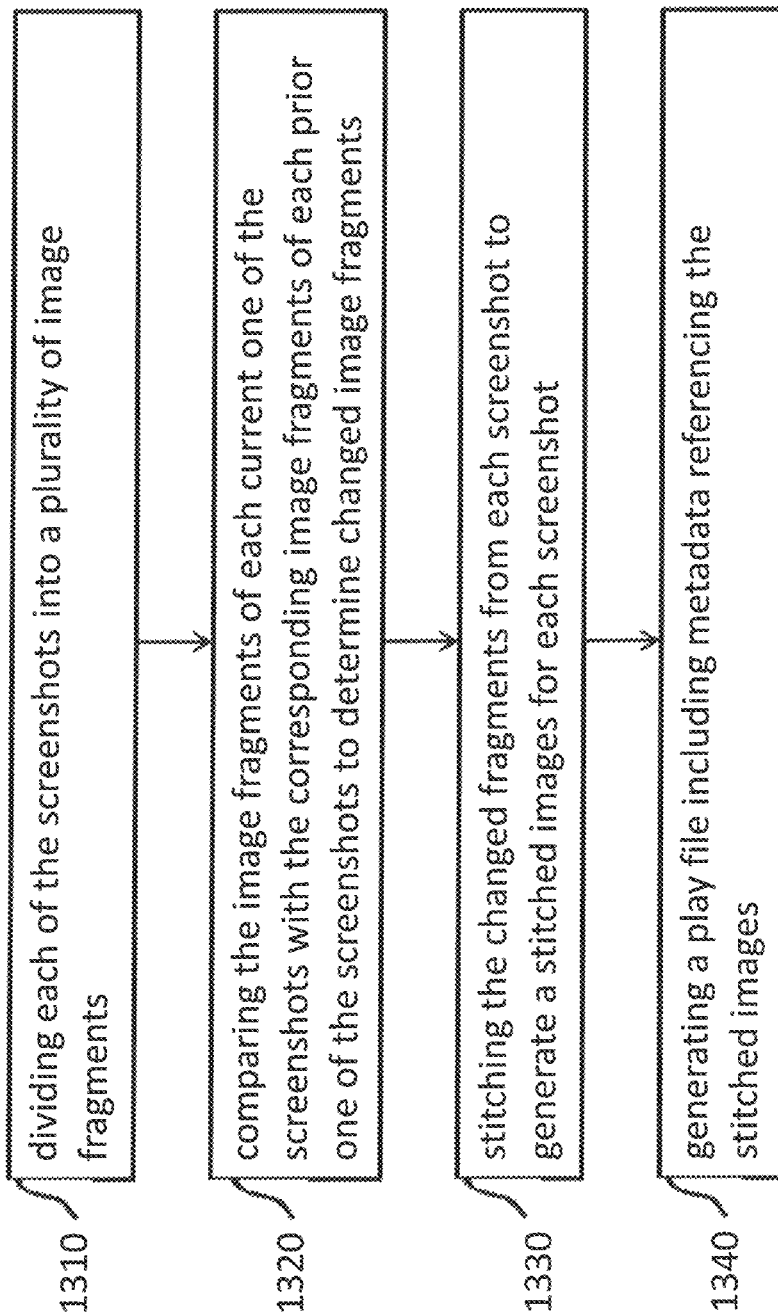 dividing each of the screenshots into a plurality of image
fragments
1310
comparing the image fragments of each current one of the
screenshots with the corresponding image fragments of each prior
one of the screenshots to determine changed image fragments
1320
stitching the changed fragments from each screenshot to
generate a stitched images for each screenshot
1330
generating a play file including metadata referencing the
stitched images
1340